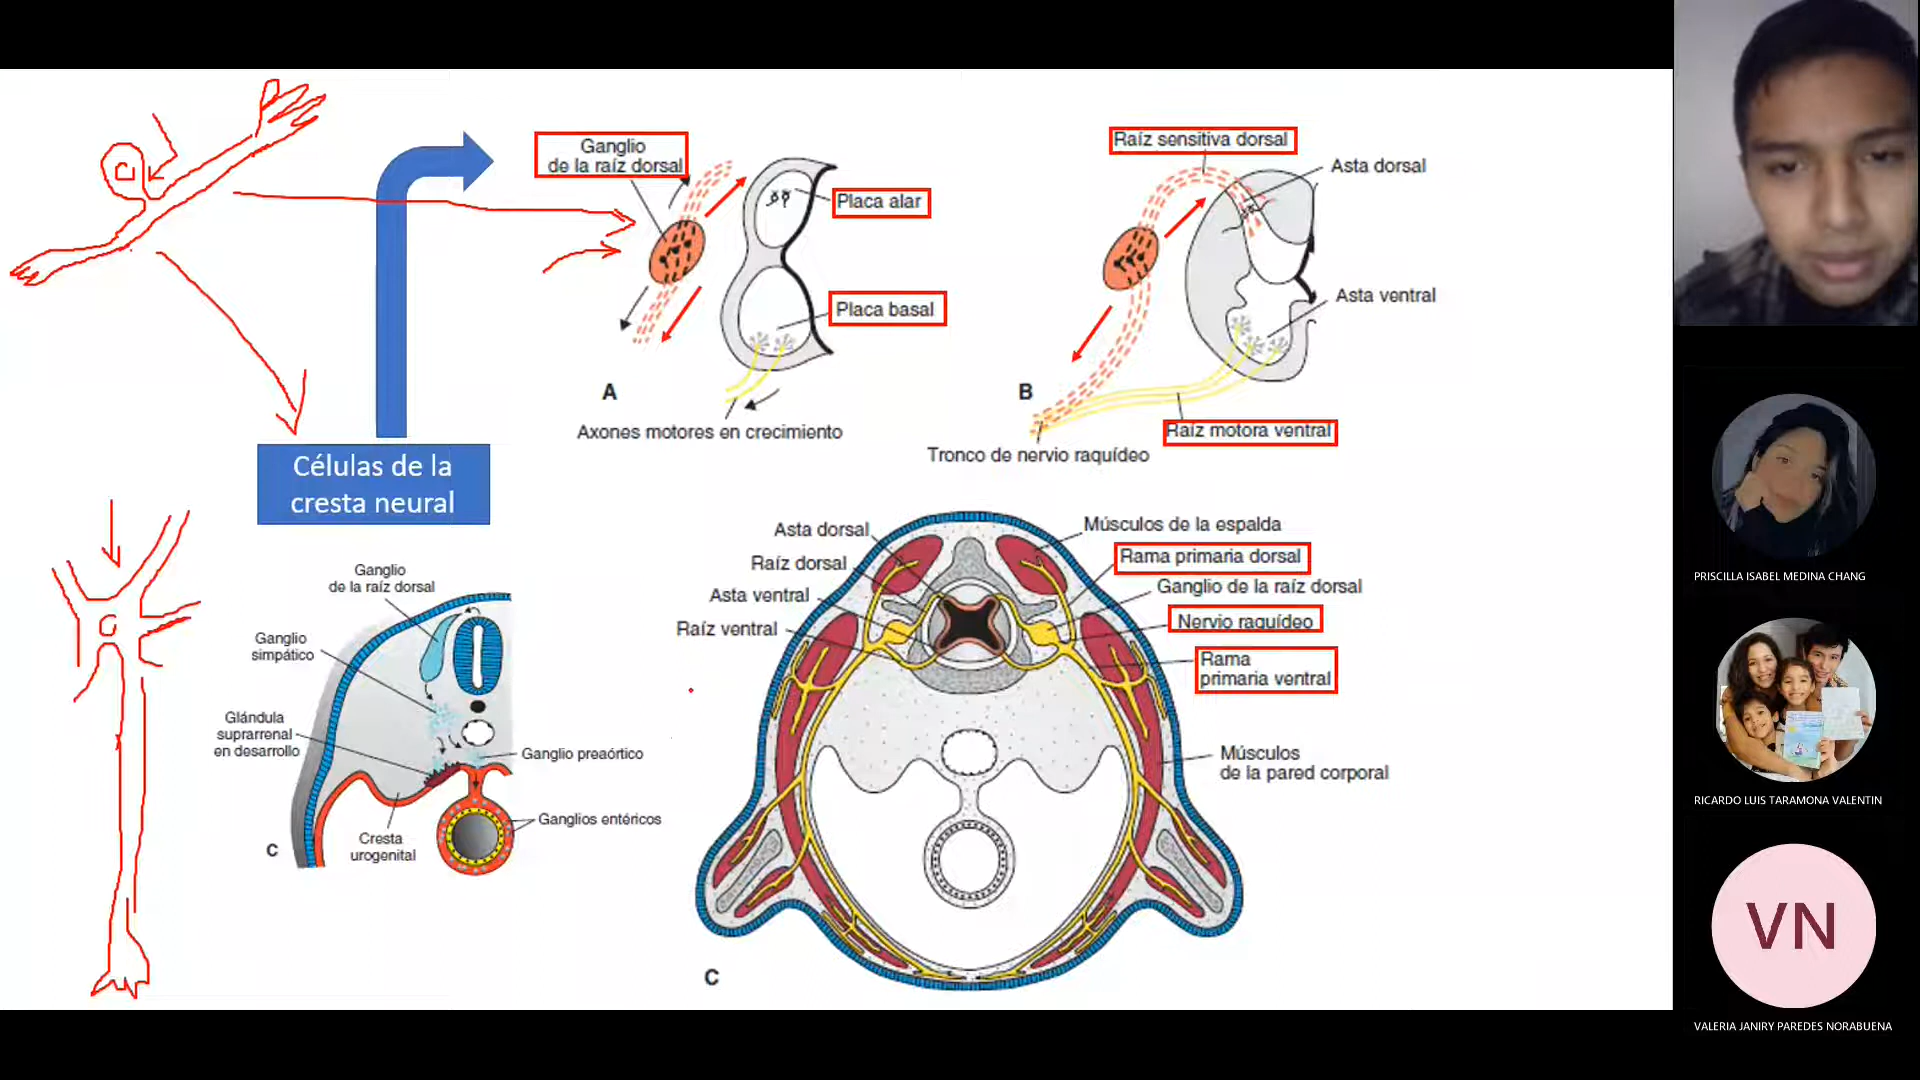 Ganglio
de la raíz dorsal
Placa alar
Placa basal
A
Axones motores en crecimiento
Raíz sensitiva dorsal
Asta dorsal
Asta ventral
B
Raíz motora ventral
Tronco de nervio raquídeo
Células de la
cresta neural
Ganglio
de la raíz dorsal
Ganglio
simpático
Glándula
suprarrenal
en desarrollo
Ganglio preaórtico
Ganglios entéricos
Cresta
urogenital
C
Asta dorsal
Raíz dorsal
Asta ventral
Raíz ventral
Músculos de la espalda
Rama primaria dorsal
Ganglio de la raíz dorsal
Nervio raquídeo
Rama
primaria ventral
Músculos
de la pared corporal
C
PRISCILLA ISABEL MEDINA CHANG
RICARDO LUIS TARAMONA VALENTIN
VN
VALERIA JANIRY PAREDES NORABUENA